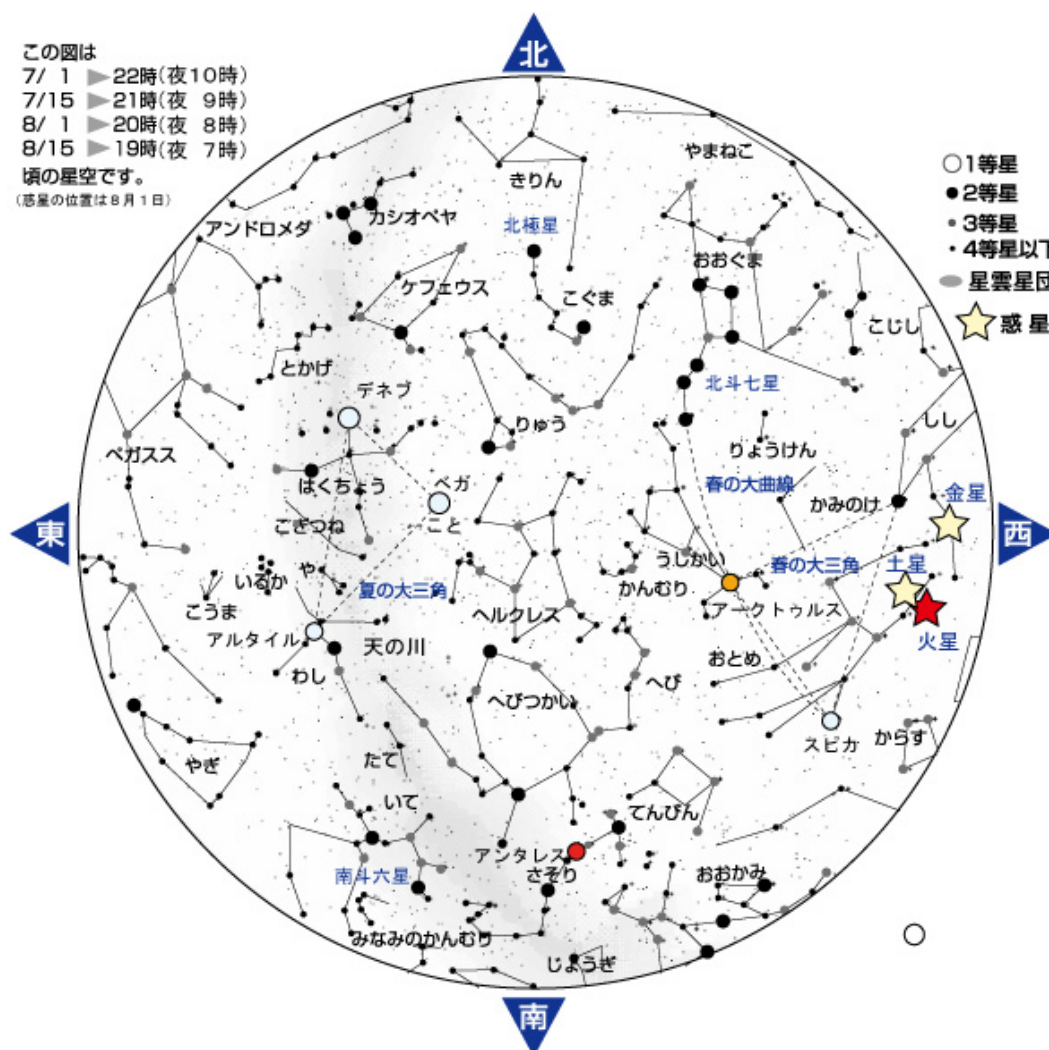 北
この図は
7/ 1 ▶22時(夜10時)
7/15 ▶21時(夜 9時)
8/ 1 ▶20時(夜 8時)
8/15 ▶19時(夜 7時)
頃の星空です。
(惑星の位置は8月1日)
○1等星
●2等星
●3等星
・4等星以下
星雲星団
惑星
やまねこ
きりん
カシオペヤ
アンドロメダ
北極星
おおぐま
ケフェウス
こぐま
こじし
とかげ
北斗七星
デネブ
りゅう
りょうけん
しし
ペガスス
はくちょう
ベガ
春の大曲線
かみのけ
金星
こぎつね
こと
東
西
うしかい
春の大三角
土星
いるか
や
夏の大三角
かんむり
こうま
ヘルクレス
アークトゥルス
アルタイル
天の川
火星
わし
おとめ
へび
へびつかい
スピカ
からす
たて
やぎ
いて
てんびん
アンタレス
さそり
南斗六星
おおかみ
みなみのかんむり
じょうぎ
南